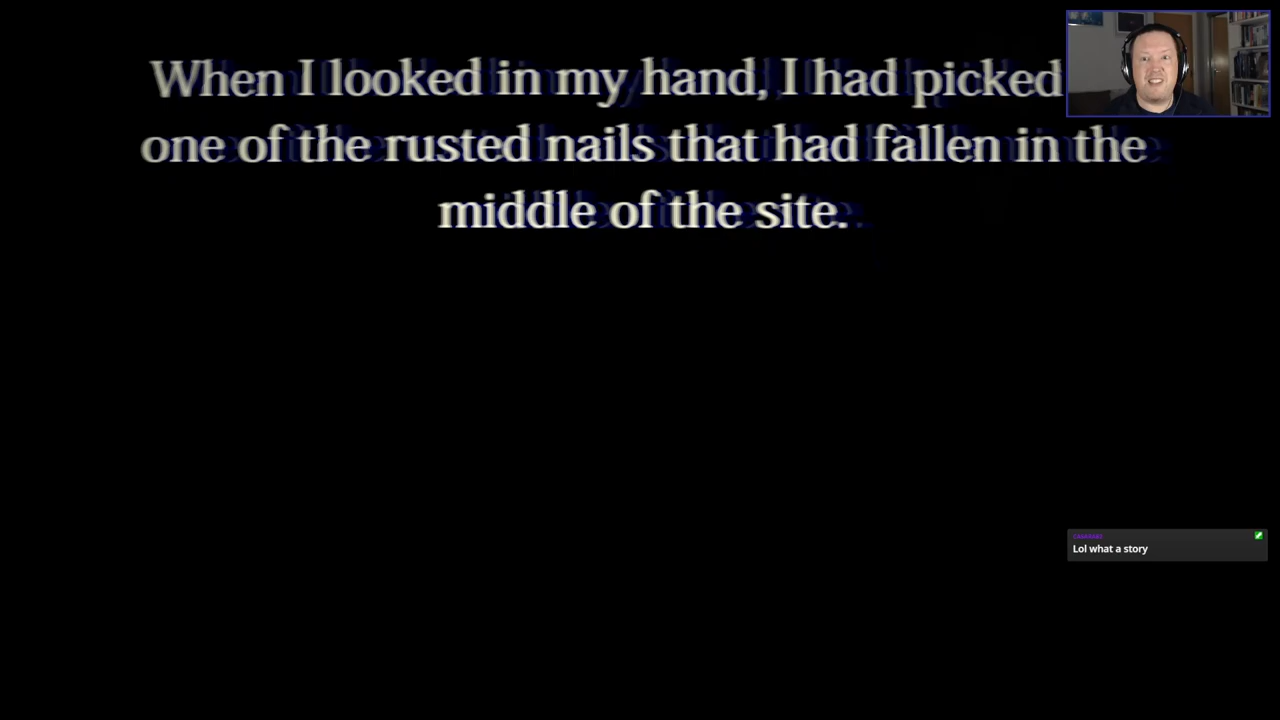 When I looked in my hand, I had picked
one of the rusted nails that had fallen in the
middle of the site.
Lol what a story